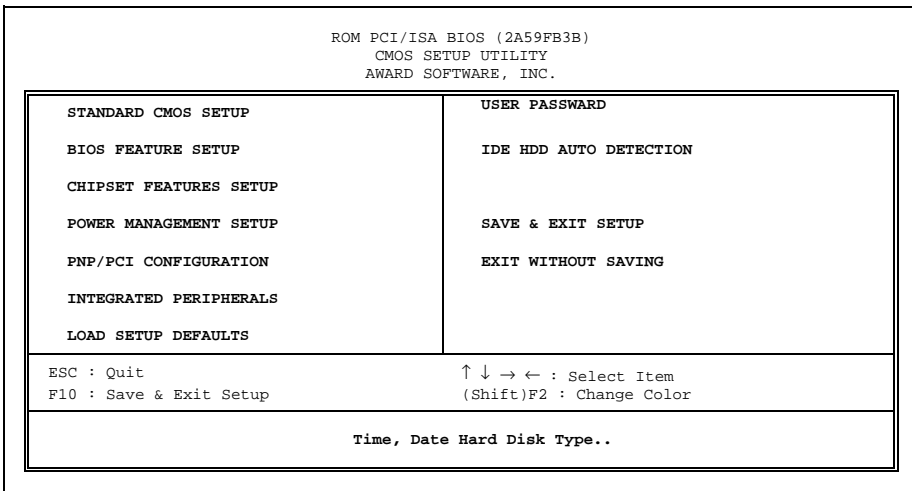 ROM PCI/ISA BIOS (2A59FB3B)
CMOS SETUP UTILITY
AWARD SOFTWARE, INC.
STANDARD CMOS SETUP
BIOS FEATURE SETUP
CHIPSET FEATURES SETUP
POWER MANAGEMENT SETUP
PNP/PCI CONFIGURATION
INTEGRATED PERIPHERALS
LOAD SETUP DEFAULTS
USER PASSWARD
IDE HDD AUTO DETECTION
SAVE & EXIT SETUP
EXIT WITHOUT SAVING
ESC : Quit
F10 : Save & Exit Setup
↑ ↓ → ← : Select Item
(Shift)F2 : Change Color
Time, Date Hard Disk Type..